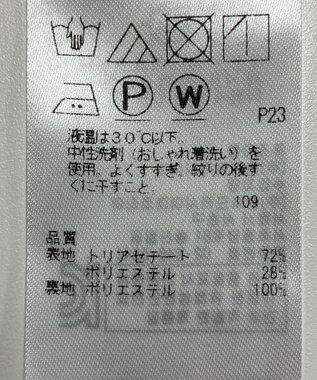 P W
P23
液温は30℃以下
中性洗剤(おしゃれ着洗い)を
使用、よくすすぎ、絞りの後す
ぐに干すこと.
109
品質
表地 トリアセテート 72%
ポリエステル 28%
裏地 ポリエステル 100%